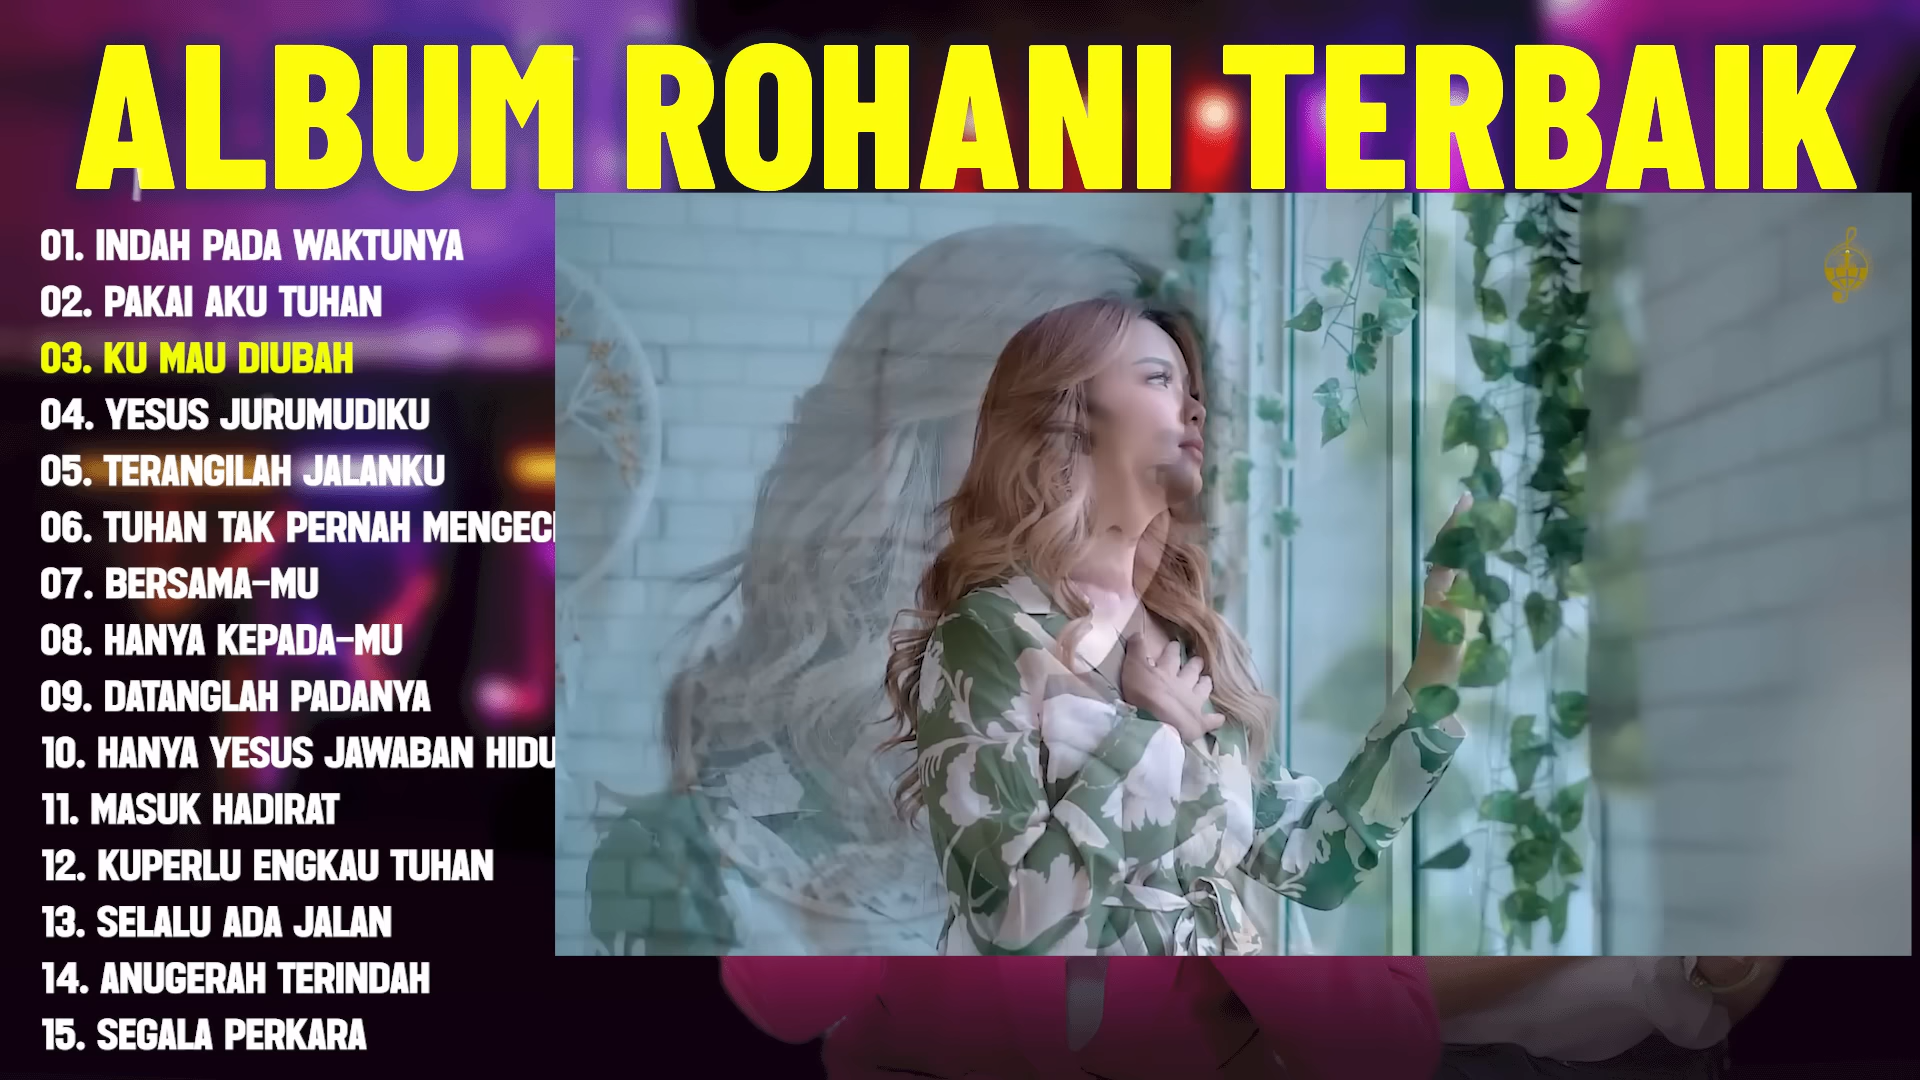 ALBUM ROHANI TERBAIK
01. INDAH PADA WAKTUNYA
02. PAKAI AKU TUHAN
03. KU MAU DIUBAH
04. YESUS JURUMUDIKU
05. TERANGILAH JALANKU
06. TUHAN TAK PERNAH
07. BERSAMA-MU
08. HANYA KEPADA-MU
09. DATANGLAH PADANYA
10. HANYA YESUS JAWABAN
11. MASUK HADIRAT
12. KUPERLU ENGKAU TUHAN
13. SELALU ADA JALAN
14. ANUGERAH TERINDAH
15. SEGALA PERKARA